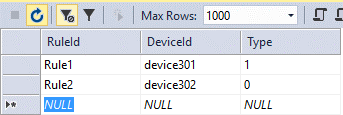 Max Rows: 1000
RuleId DeviceId Type
Rule1 device301 1
Rule2 device302 0
NULL NULL NULL